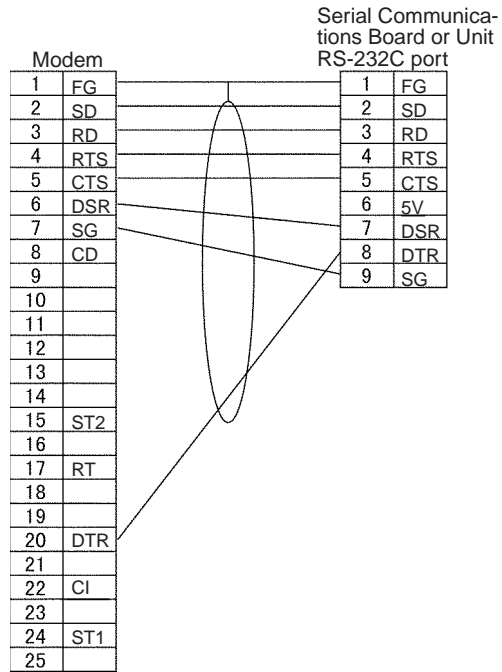 Serial Communica-
tions Board or Unit
RS-232C port
Modem
1 FG
2 SD
3 RD
4 RTS
5 CTS
6 DSR
7 SG
8 CD
9
10
11
12
13
14
15 ST2
16
17 RT
18
19
20 DTR
21
22 CI
23
24 ST1
25
1 FG
2 SD
3 RD
4 RTS
5 CTS
6 5V
7 DSR
8 DTR
9 SG